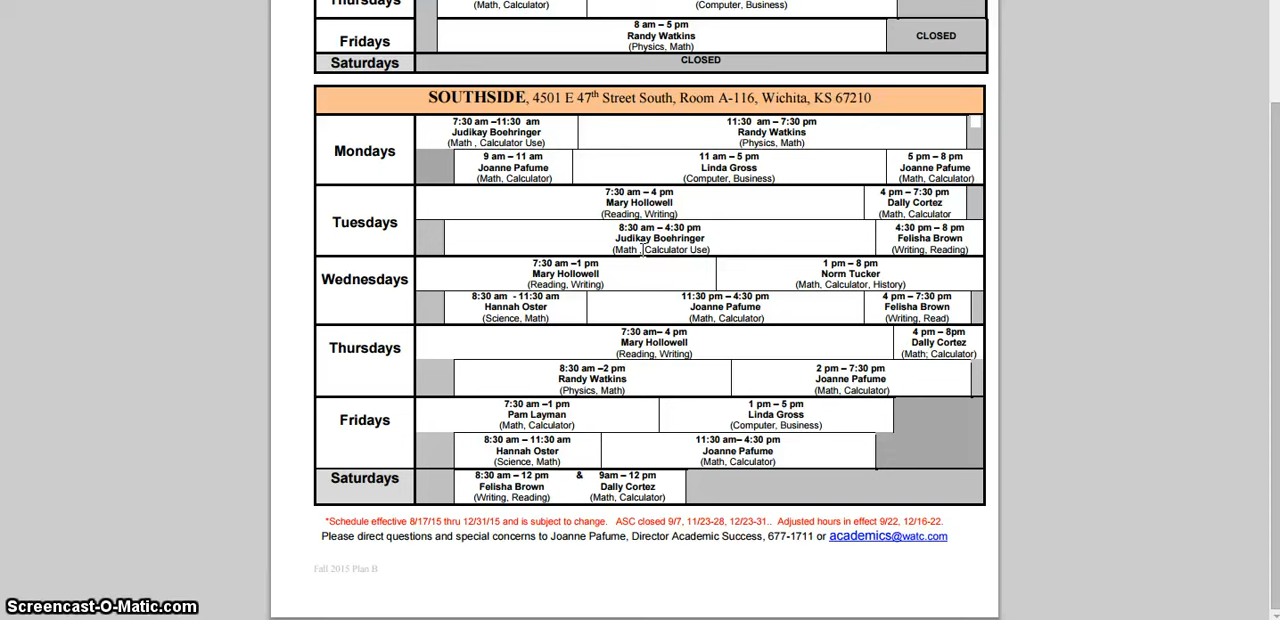 Thursdays
(Math, Calculator)
(Computer, Business)
Fridays
8 am – 5 pm
Randy Watkins
(Physics, Math)
CLOSED
Saturdays
CLOSED
SOUTHSIDE, 4501 E 47th Street South, Room A-116, Wichita, KS 67210
Mondays
7:30 am –11:30 am
Judikay Boehringer
(Math , Calculator Use)
11:30 am – 7:30 pm
Randy Watkins
(Physics, Math)
9 am – 11 am
Joanne Pafume
(Math, Calculator)
11 am – 5 pm
Linda Gross
(Computer, Business)
5 pm – 8 pm
Joanne Pafume
(Math, Calculator)
Tuesdays
7:30 am – 4 pm
Mary Hollowell
(Reading, Writing)
4 pm – 7:30 pm
Dally Cortez
(Math, Calculator
8:30 am – 4:30 pm
Judikay Boehringer
(Math , Calculator Use)
4:30 pm – 8 pm
Felisha Brown
(Writing, Reading)
Wednesdays
7:30 am –1 pm
Mary Hollowell
(Reading, Writing)
1 pm – 8 pm
Norm Tucker
(Math, Calculator, History)
8:30 am - 11:30 am
Hannah Oster
(Science, Math)
11:30 pm – 4:30 pm
Joanne Pafume
(Math, Calculator)
4 pm – 7:30 pm
Felisha Brown
(Writing, Read)
Thursdays
7:30 am– 4 pm
Mary Hollowell
(Reading, Writing)
4 pm – 8pm
Dally Cortez
(Math; Calculator)
8:30 am –2 pm
Randy Watkins
(Physics, Math)
2 pm – 7:30 pm
Joanne Pafume
(Math, Calculator)
Fridays
7:30 am –1 pm
Pam Layman
(Math, Calculator)
1 pm – 5 pm
Linda Gross
(Computer, Business)
8:30 am – 11:30 am
Hannah Oster
(Science, Math)
11:30 am– 4:30 pm
Joanne Pafume
(Math, Calculator)
Saturdays
8:30 am – 12 pm & 9am – 12 pm
Felisha Brown Dally Cortez
(Writing, Reading) (Math, Calculator)
*Schedule effective 8/17/15 thru 12/31/15 and is subject to change. ASC closed 9/7, 11/23-28, 12/23-31.. Adjusted hours in effect 9/22, 12/16-22.
Please direct questions and special concerns to Joanne Pafume, Director Academic Success, 677-1711 or academics@watc.com
Fall 2015 Plan B
Screencast-O-Matic.com